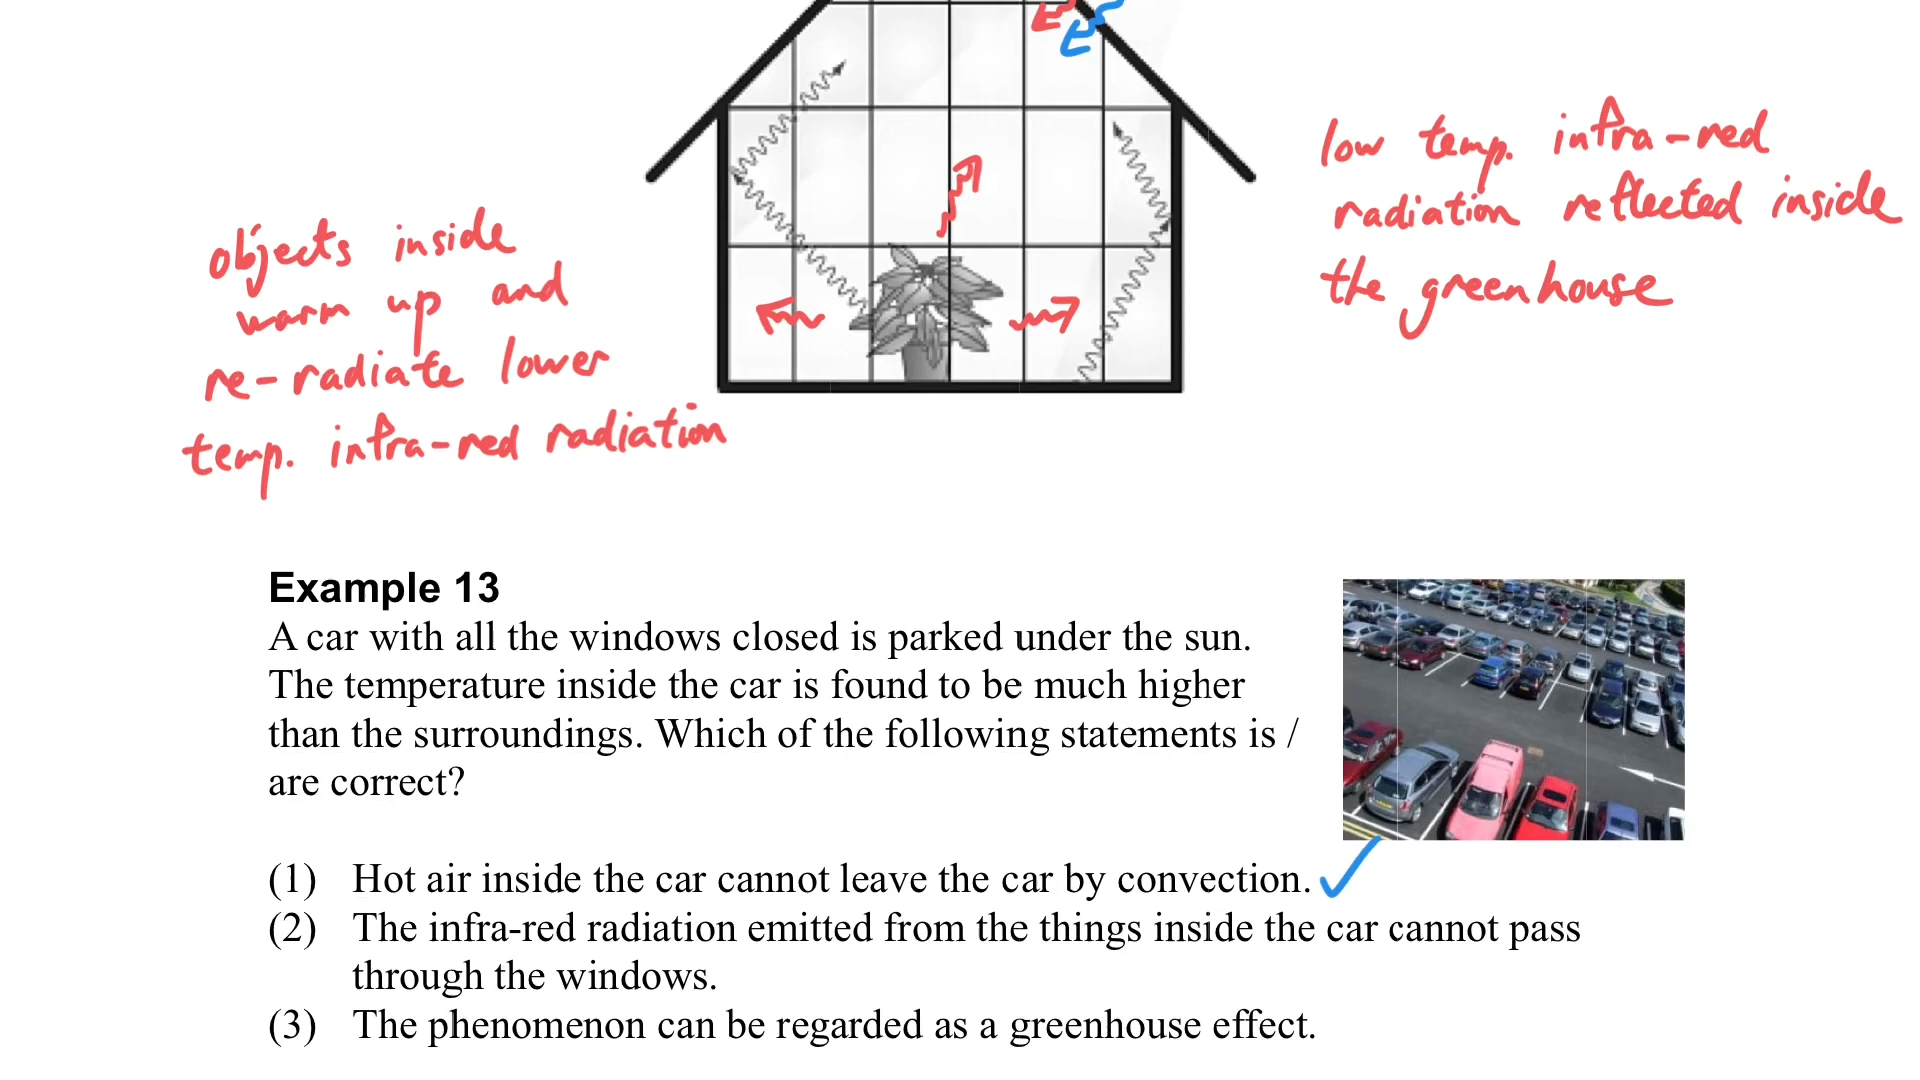 low temp. infra-red
radiation reflected inside
the greenhouse
objects inside
warm up and
re-radiate lower
temp. infra-red radiation
Example 13
A car with all the windows closed is parked under the sun.
The temperature inside the car is found to be much higher
than the surroundings. Which of the following statements is /
are correct?
(1) Hot air inside the car cannot leave the car by convection.
(2) The infra-red radiation emitted from the things inside the car cannot pass
through the windows.
(3) The phenomenon can be regarded as a greenhouse effect.